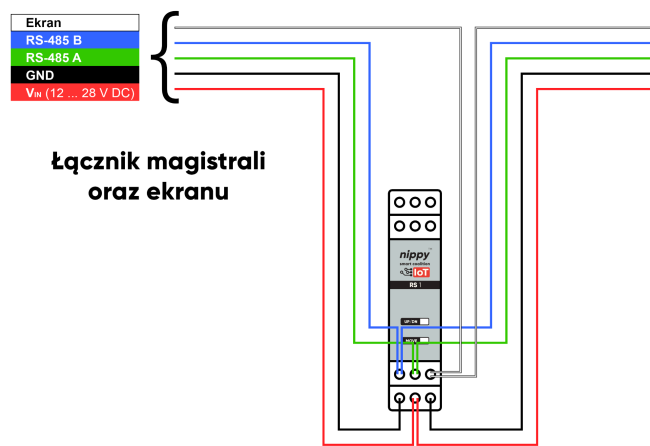 Ekran
RS-485 B
RS-485 A
GND
VIN (12 ... 28 V DC)
Łącznik magistrali
oraz ekranu
nippy
smart coalition
IoT
RS 1
UP/DN
MOVE